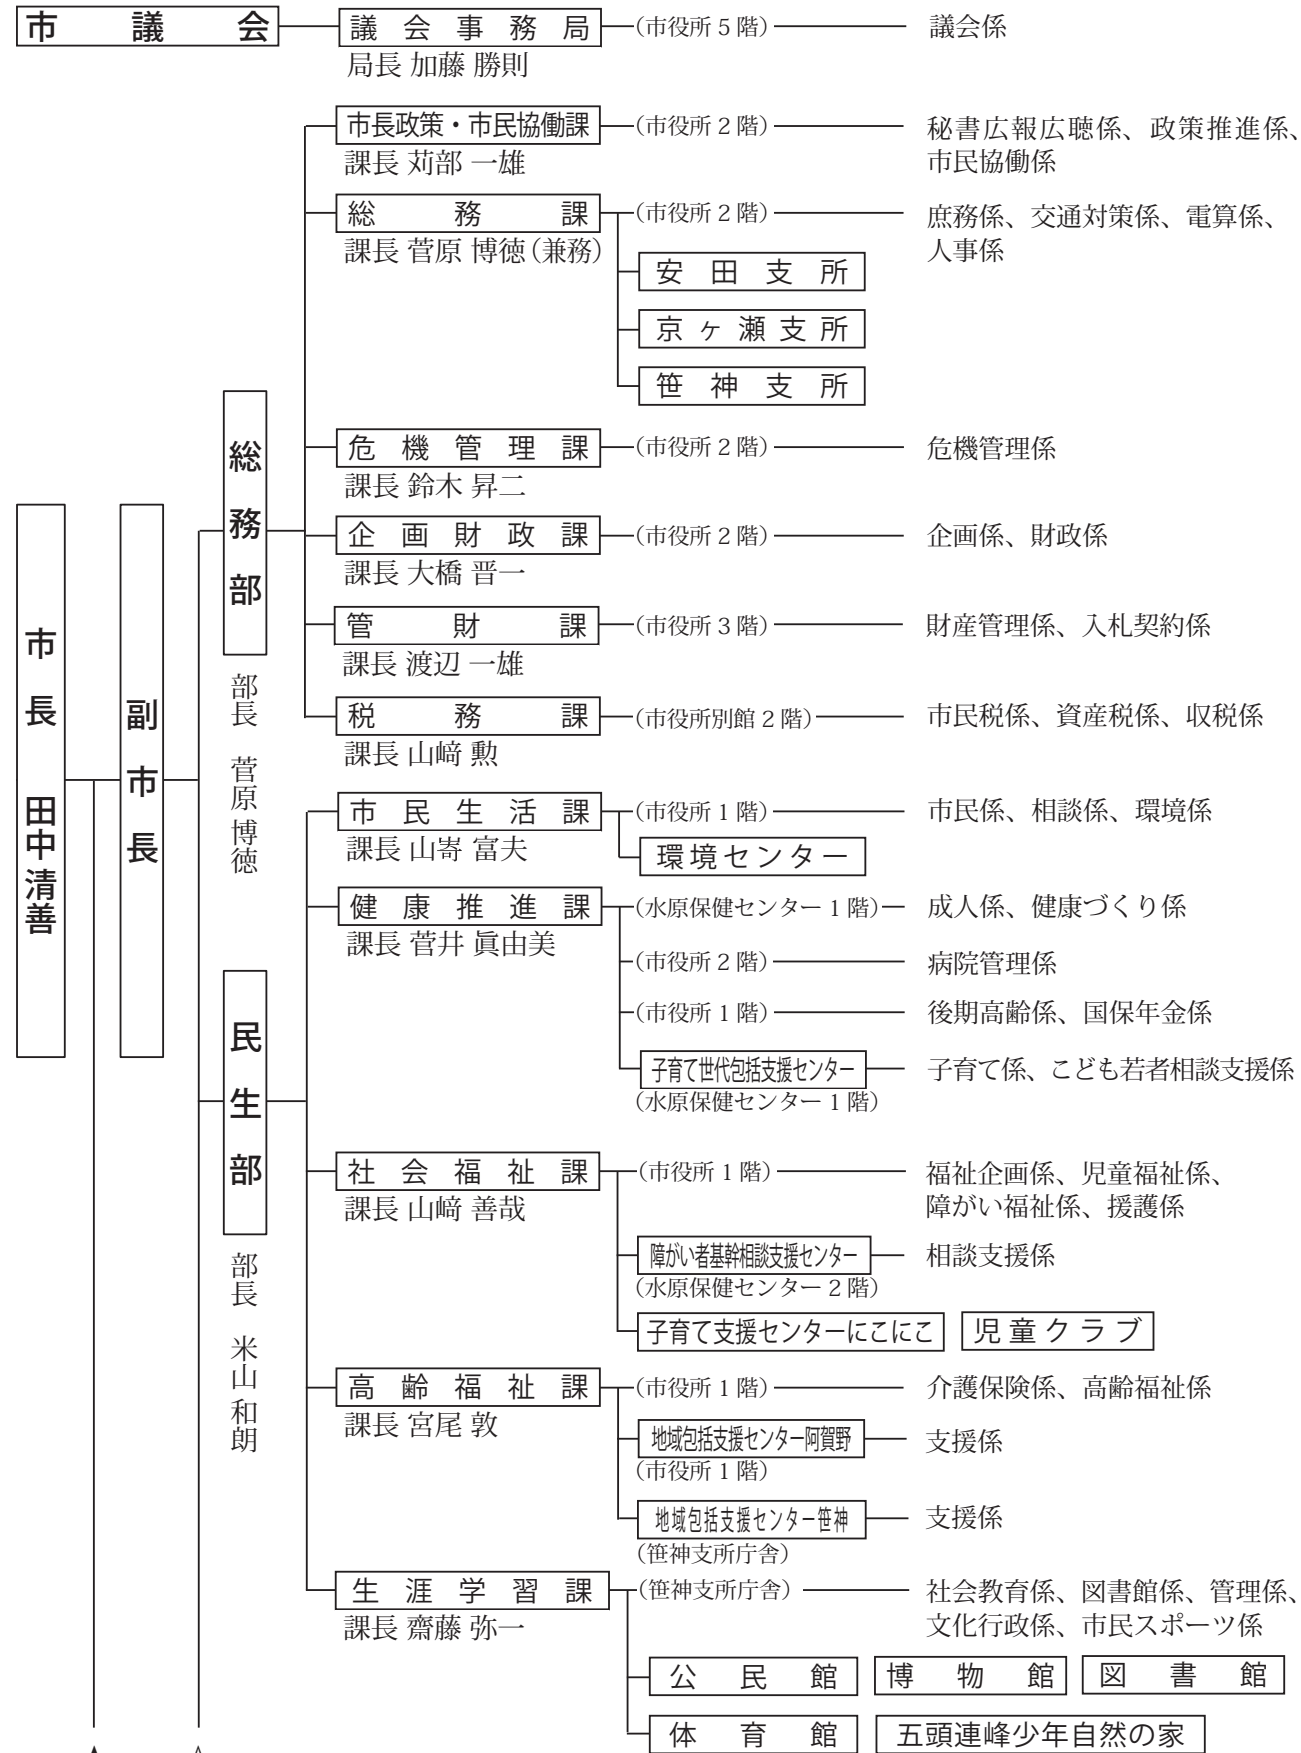 市議会
議会事務局
(市役所 5 階)
議会係
局長 加藤 勝則
市長政策・市民協働課
(市役所 2 階)
秘書広報広聴係、政策推進係、
市民協働係
課長 苅部 一雄
総務課
(市役所 2 階)
庶務係、交通対策係、電算係、
人事係
課長 菅原 博徳(兼務)
安田支所
京ヶ瀬支所
笹神支所
危機管理課
(市役所 2 階)
危機管理係
課長 鈴木 昇二
企画財政課
(市役所 2 階)
企画係、財政係
課長 大橋 晋一
管財課
(市役所 3 階)
財産管理係、入札契約係
課長 渡辺 一雄
税務課
(市役所別館 2 階)
市民税係、資産税係、収税係
課長 山﨑 勲
総務部
部長 菅原 博徳
市長 田中清善
副市長
市民生活課
(市役所 1 階)
市民係、相談係、環境係
課長 山嵜 富夫
環境センター
健康推進課
(水原保健センター 1 階)
成人係、健康づくり係
課長 菅井 眞由美
(市役所 2 階)
病院管理係
(市役所 1 階)
後期高齢係、国保年金係
子育て世代包括支援センター
子育て係、こども若者相談支援係
(水原保健センター 1 階)
民生部
部長 米山 和朗
社会福祉課
(市役所 1 階)
福祉企画係、児童福祉係、
障がい福祉係、援護係
課長 山﨑 善哉
障がい者基幹相談支援センター
相談支援係
(水原保健センター 2 階)
子育て支援センターにこにこ
児童クラブ
高齢福祉課
(市役所 1 階)
介護保険係、高齢福祉係
課長 宮尾 敦
地域包括支援センター阿賀野
支援係
(市役所 1 階)
地域包括支援センター笹神
支援係
(笹神支所庁舎)
生涯学習課
(笹神支所庁舎)
社会教育係、図書館係、管理係、
文化行政係、市民スポーツ係
課長 齋藤 弥一
公民館
博物館
図書館
体育館
五頭連峰少年自然の家